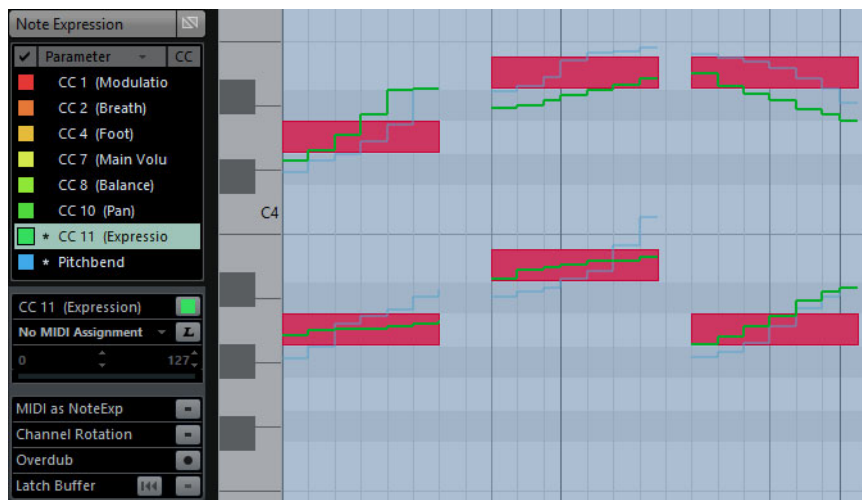 Note Expression
Parameter CC
CC 1 (Modulatio
CC 2 (Breath)
CC 4 (Foot)
CC 7 (Main Volu
CC 8 (Balance)
CC 10 (Pan)
* CC 11 (Expressio
* Pitchbend
CC 11 (Expression)
No MIDI Assignment L
0 127
MIDI as NoteExp
Channel Rotation
Overdub
Latch Buffer
C4